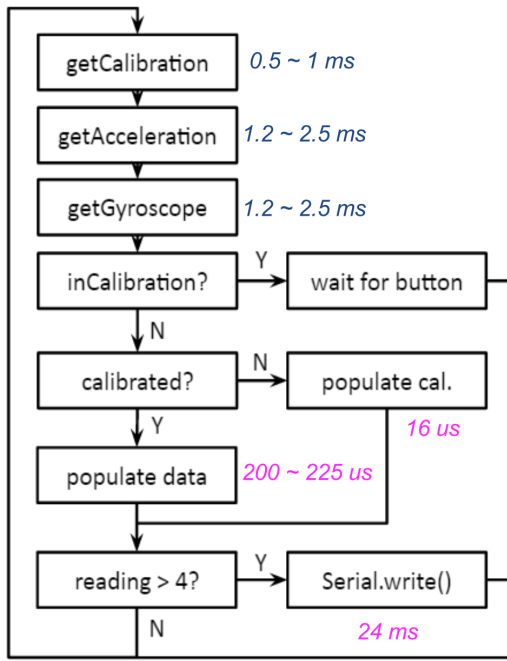 getCalibration 0.5 ~ 1 ms
getAcceleration 1.2 ~ 2.5 ms
getGyroscope 1.2 ~ 2.5 ms
inCalibration? Y wait for button
N
calibrated? N populate cal.
Y 16 us
populate data 200 ~ 225 us
reading > 4? Y Serial.write()
N 24 ms